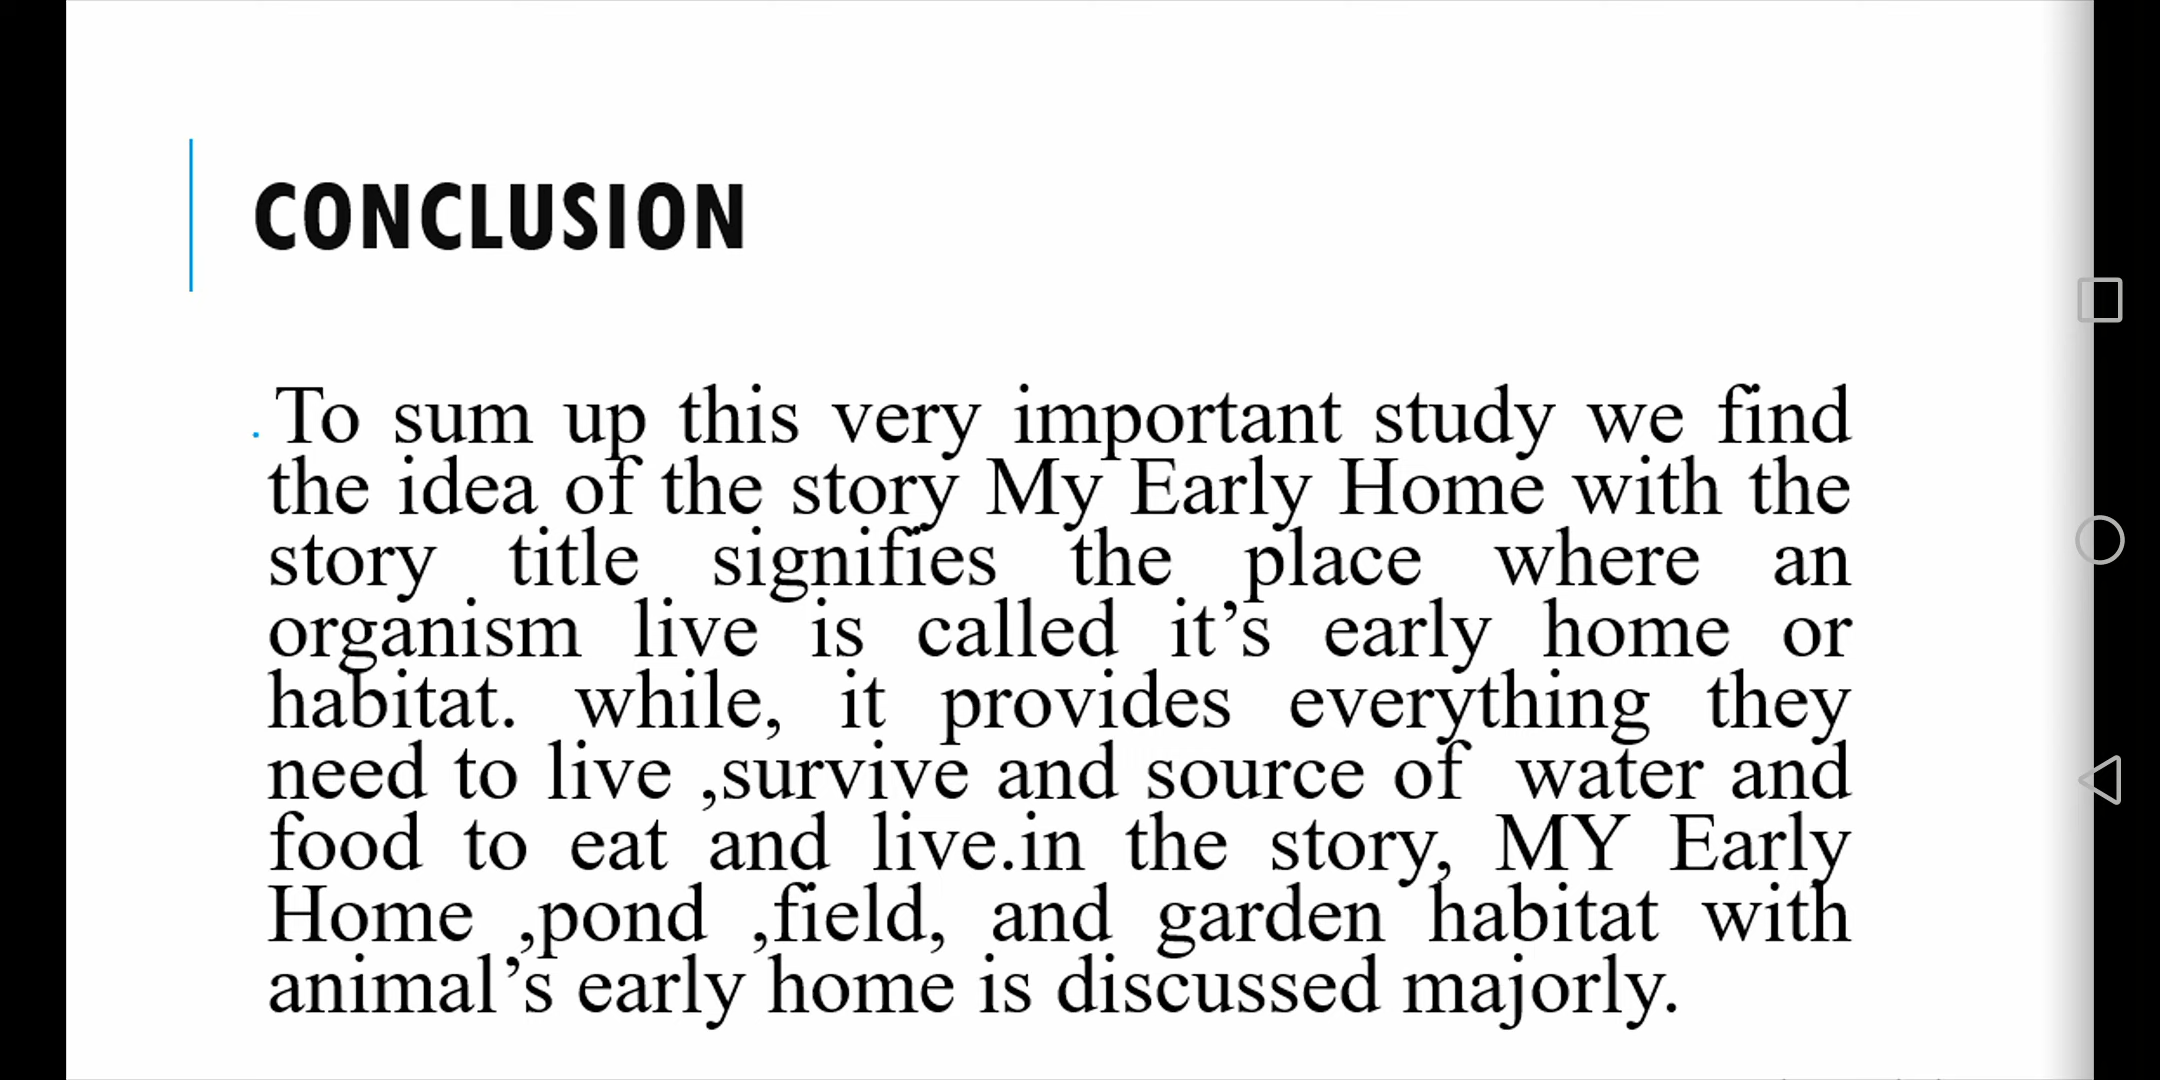 CONCLUSION
To sum up this very important study we find
the idea of the story My Early Home with the
story title signifies the place where an
organism live is called it’s early home or
habitat. while, it provides everything they
need to live ,survive and source of water and
food to eat and live.in the story, MY Early
Home ,pond ,field, and garden habitat with
animal’s early home is discussed majorly.